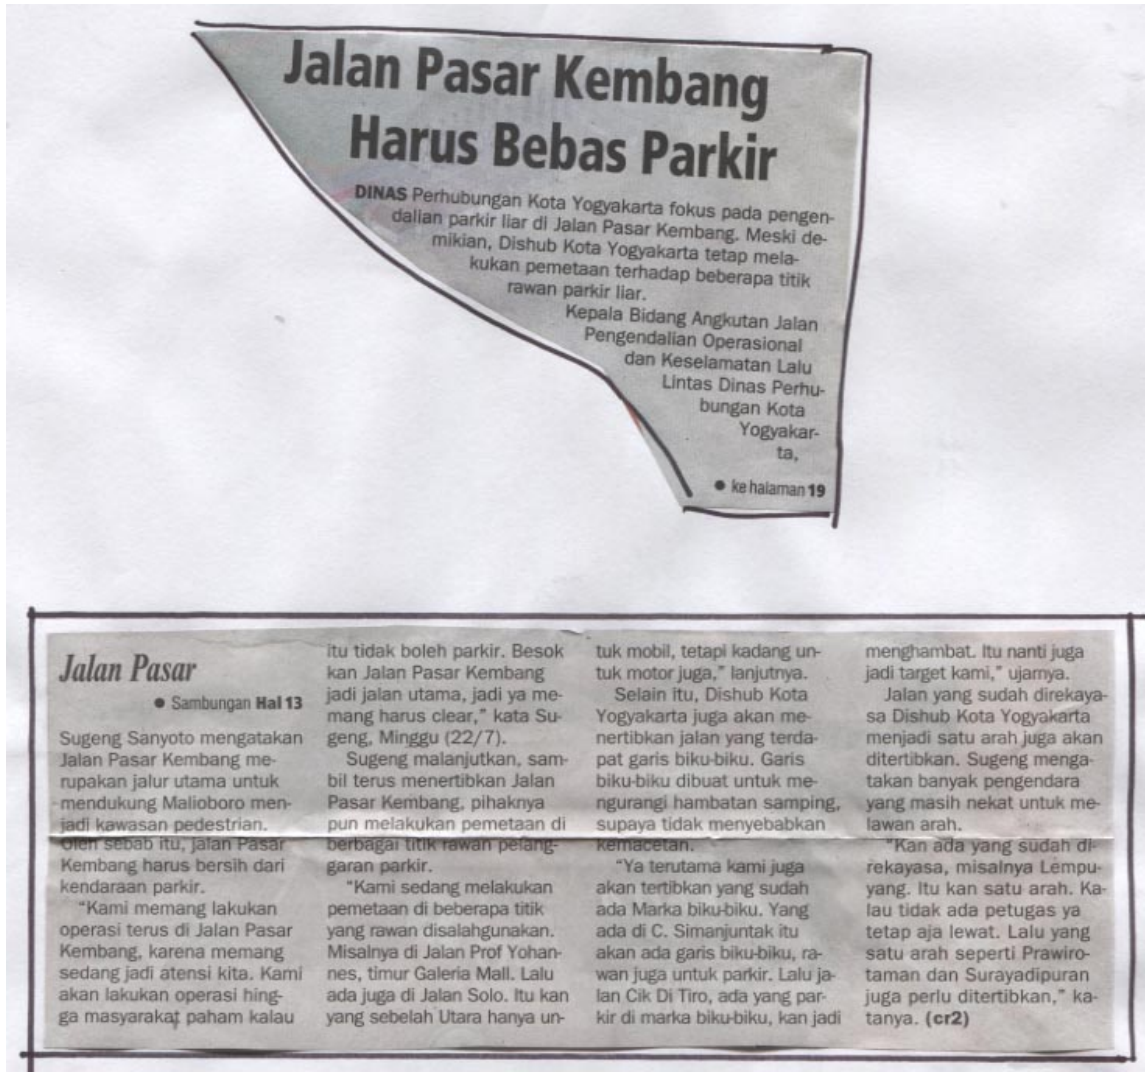 Jalan Pasar Kembang
Harus Bebas Parkir
DINAS Perhubungan Kota Yogyakarta fokus pada pengen-
dalian parkir liar di Jalan Pasar Kembang. Meski de-
mikian, Dishub Kota Yogyakarta tetap mela-
kukan pemetaan terhadap beberapa titik
rawan parkir liar.
Kepala Bidang Angkutan Jalan
Pengendalian Operasional
dan Keselamatan Lalu
Lintas Dinas Perhu-
bungan Kota
Yogyakar-
ta,
● ke halaman 19
Jalan Pasar
● Sambungan Hal 13
Sugeng Sanyoto mengatakan
Jalan Pasar Kembang me-
rupakan jalur utama untuk
mendukung Malioboro men-
jadi kawasan pedestrian.
Oleh sebab itu, jalan Pasar
Kembang harus bersih dari
kendaraan parkir.
"Kami memang lakukan
operasi terus di Jalan Pasar
Kembang, karena memang
sedang jadi atensi kita. Kami
akan lakukan operasi hing-
ga masyarakat paham kalau
itu tidak boleh parkir. Besok
kan Jalan Pasar Kembang
jadi jalan utama, jadi ya me-
mang harus clear," kata Su-
geng, Minggu (22/7).
Sugeng melanjutkan, sam-
bil terus menertibkan Jalan
Pasar Kembang, pihaknya
pun melakukan pemetaan di
berbagai titik rawan pelang-
garan parkir.
"Kami sedang melakukan
pemetaan di beberapa titik
yang rawan disalahgunakan.
Misalnya di Jalan Prof Yohan-
nes, timur Galeria Mall. Lalu
ada juga di Jalan Solo. Itu kan
yang sebelah Utara hanya un-
tuk mobil, tetapi kadang un-
tuk motor juga," lanjutnya.
Selain itu, Dishub Kota
Yogyakarta juga akan me-
nertibkan jalan yang terda-
pat garis biku-biku. Garis
biku-biku dibuat untuk me-
ngurangi hambatan samping,
supaya tidak menyebabkan
kemacetan.
"Ya terutama kami juga
akan tertibkan yang sudah
ada Marka biku-biku. Yang
ada di C. Simanjuntak itu
akan ada garis biku-biku, ra-
wan juga untuk parkir. Lalu ja-
lan Cik Di Tiro, ada yang par-
kir di marka biku-biku, kan jadi
menghambat. Itu nanti juga
jadi target kami," ujarnya.
Jalan yang sudah direkaya-
sa Dishub Kota Yogyakarta
menjadi satu arah juga akan
ditertibkan. Sugeng menga-
takan banyak pengendara
yang masih nekat untuk me-
lawan arah.
"Kan ada yang sudah di-
rekayasa, misalnya Lempu-
yang. Itu kan satu arah. Ka-
lau tidak ada petugas ya
tetap aja lewat. Lalu yang
satu arah seperti Prawiro-
taman dan Surayadipuran
juga perlu ditertibkan," ka-
tanya. (cr2)